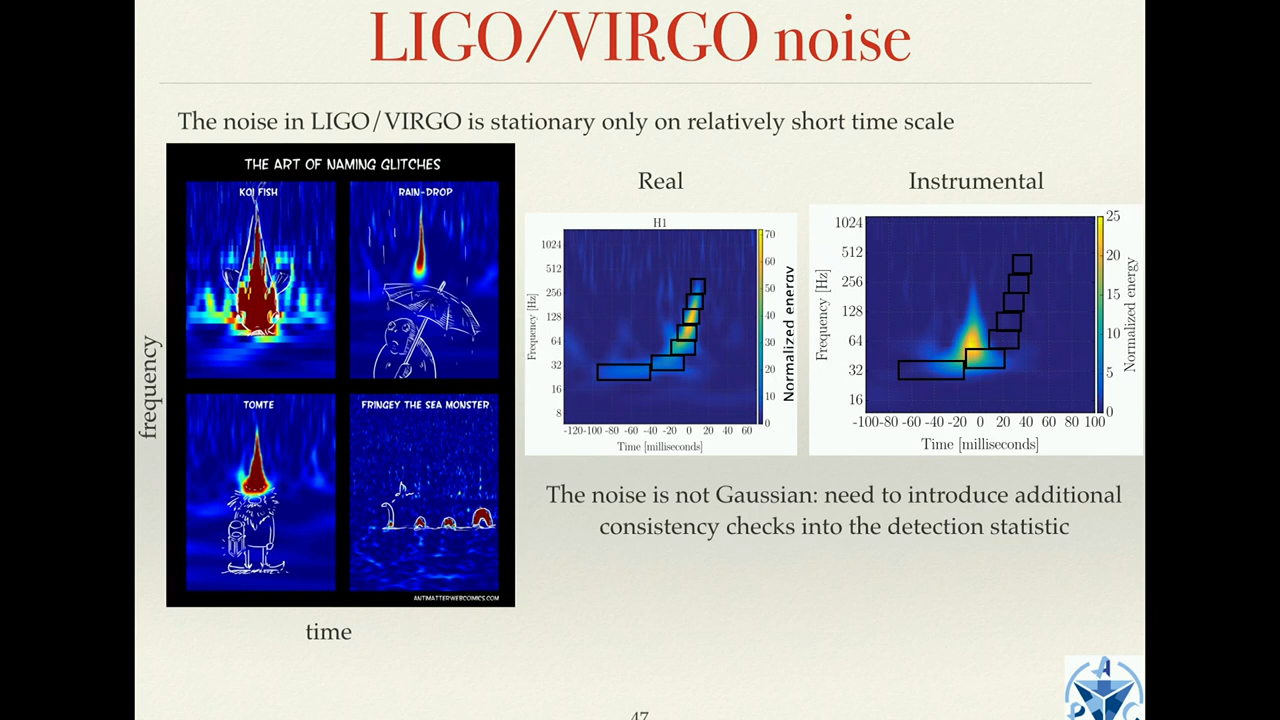 LIGO/VIRGO noise
The noise in LIGO/VIRGO is stationary only on relatively short time scale
THE ART OF NAMING GLITCHES
KOI FISH
RAIN-DROP
TOMTE
FRINGEY THE SEA MONSTER
ANTIMATTERWEBCOMICS.COM
frequency
time
Real
H1
1024
512
256
128
64
32
16
8
Frequency [Hz]
-120-100 -80 -60 -40 -20 0 20 40 60
Time [milliseconds]
70
60
50
40
30
20
10
0
Normalized energy
Instrumental
1024
512
256
128
64
32
16
Frequency [Hz]
-100-80 -60 -40 -20 0 20 40 60 80 100
Time [milliseconds]
25
20
15
10
5
0
Normalized energy
The noise is not Gaussian: need to introduce additional
consistency checks into the detection statistic
47
A
P C